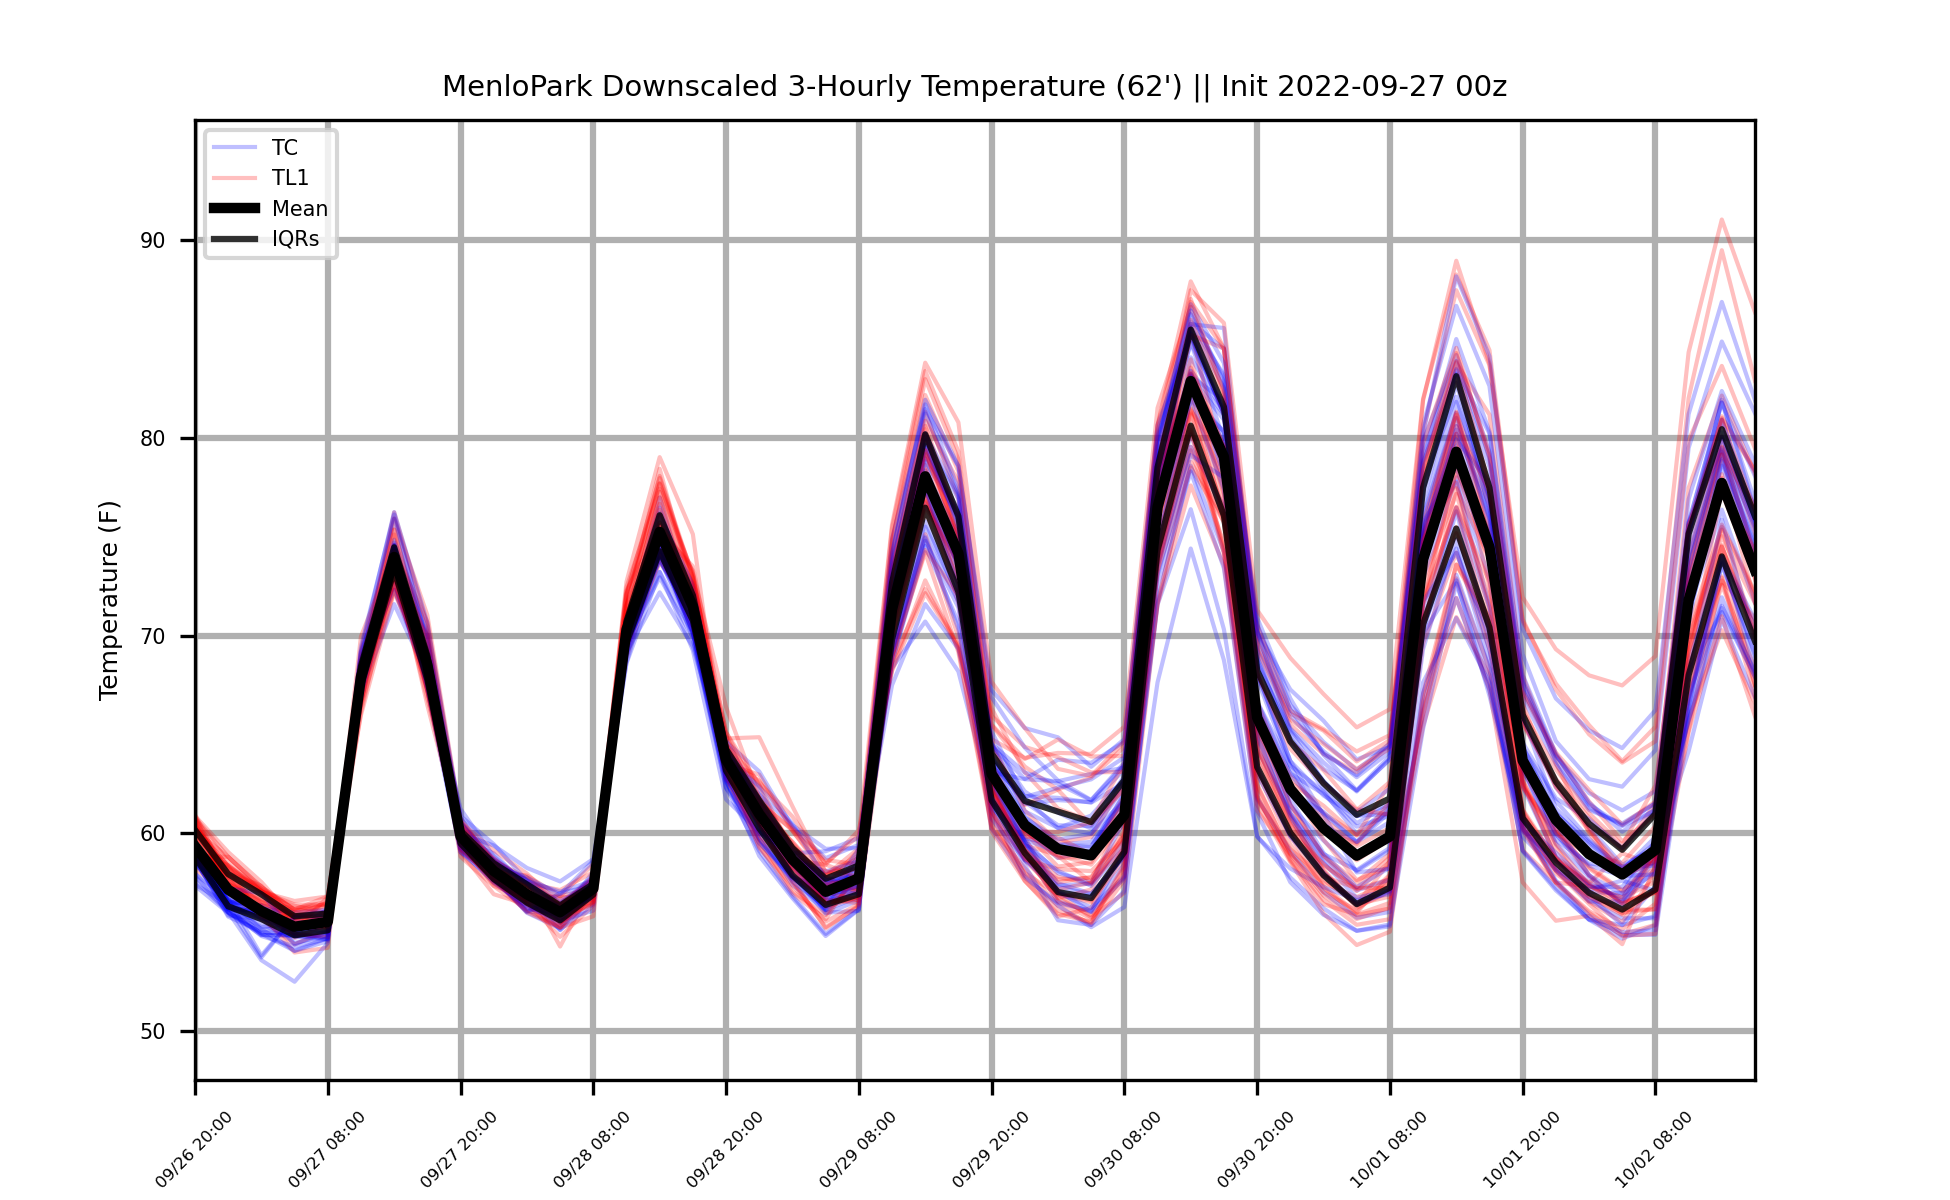 MenloPark Downscaled 3-Hourly Temperature (62') || Init 2022-09-27 00z
TC
TL1
Mean
IQRs
90
80
70
60
50
Temperature (F)
09/26 20:00
09/27 08:00
09/27 20:00
09/28 08:00
09/28 20:00
09/29 08:00
09/29 20:00
09/30 08:00
09/30 20:00
10/01 08:00
10/01 20:00
10/02 08:00